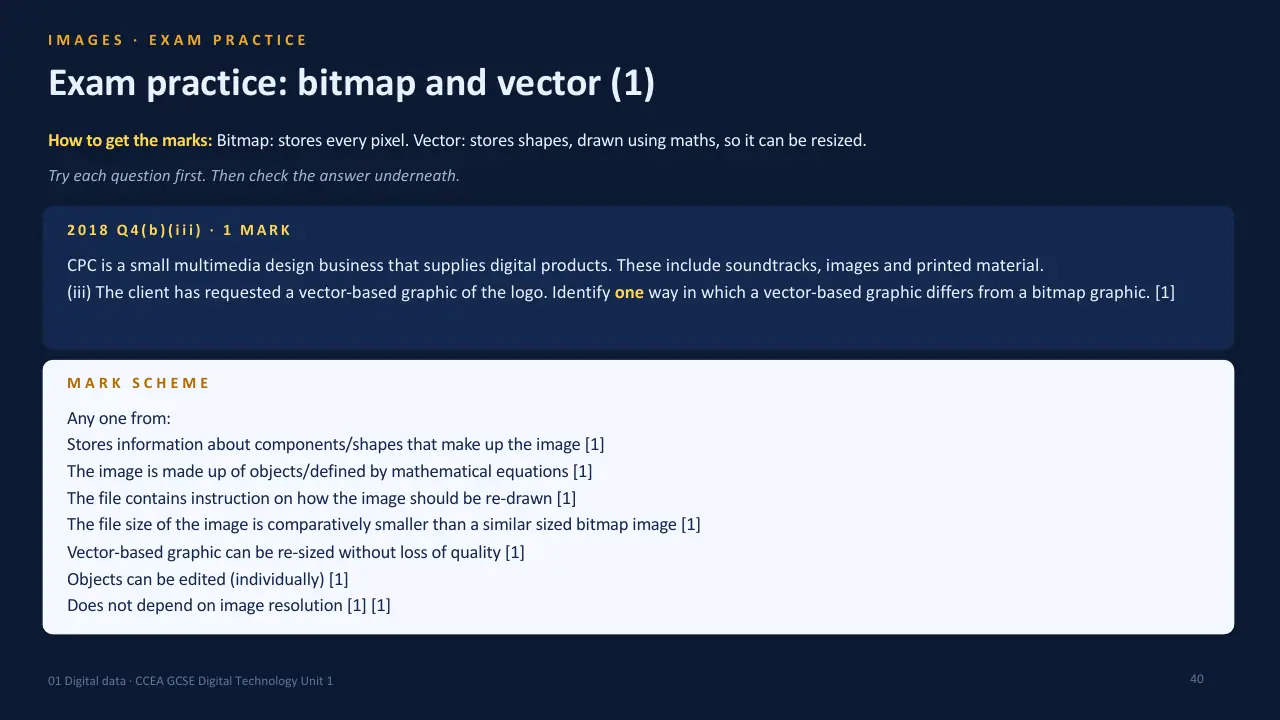 IMAGES · EXAM PRACTICE
Exam practice: bitmap and vector (1)
How to get the marks: Bitmap: stores every pixel. Vector: stores shapes, drawn using maths, so it can be resized.
Try each question first. Then check the answer underneath.
2018 Q4(b)(iii) · 1 MARK
CPC is a small multimedia design business that supplies digital products. These include soundtracks, images and printed material.
(iii) The client has requested a vector-based graphic of the logo. Identify one way in which a vector-based graphic differs from a bitmap graphic. [1]
MARK SCHEME
Any one from:
Stores information about components/shapes that make up the image [1]
The image is made up of objects/defined by mathematical equations [1]
The file contains instruction on how the image should be re-drawn [1]
The file size of the image is comparatively smaller than a similar sized bitmap image [1]
Vector-based graphic can be re-sized without loss of quality [1]
Objects can be edited (individually) [1]
Does not depend on image resolution [1] [1]
01 Digital data · CCEA GCSE Digital Technology Unit 1
40